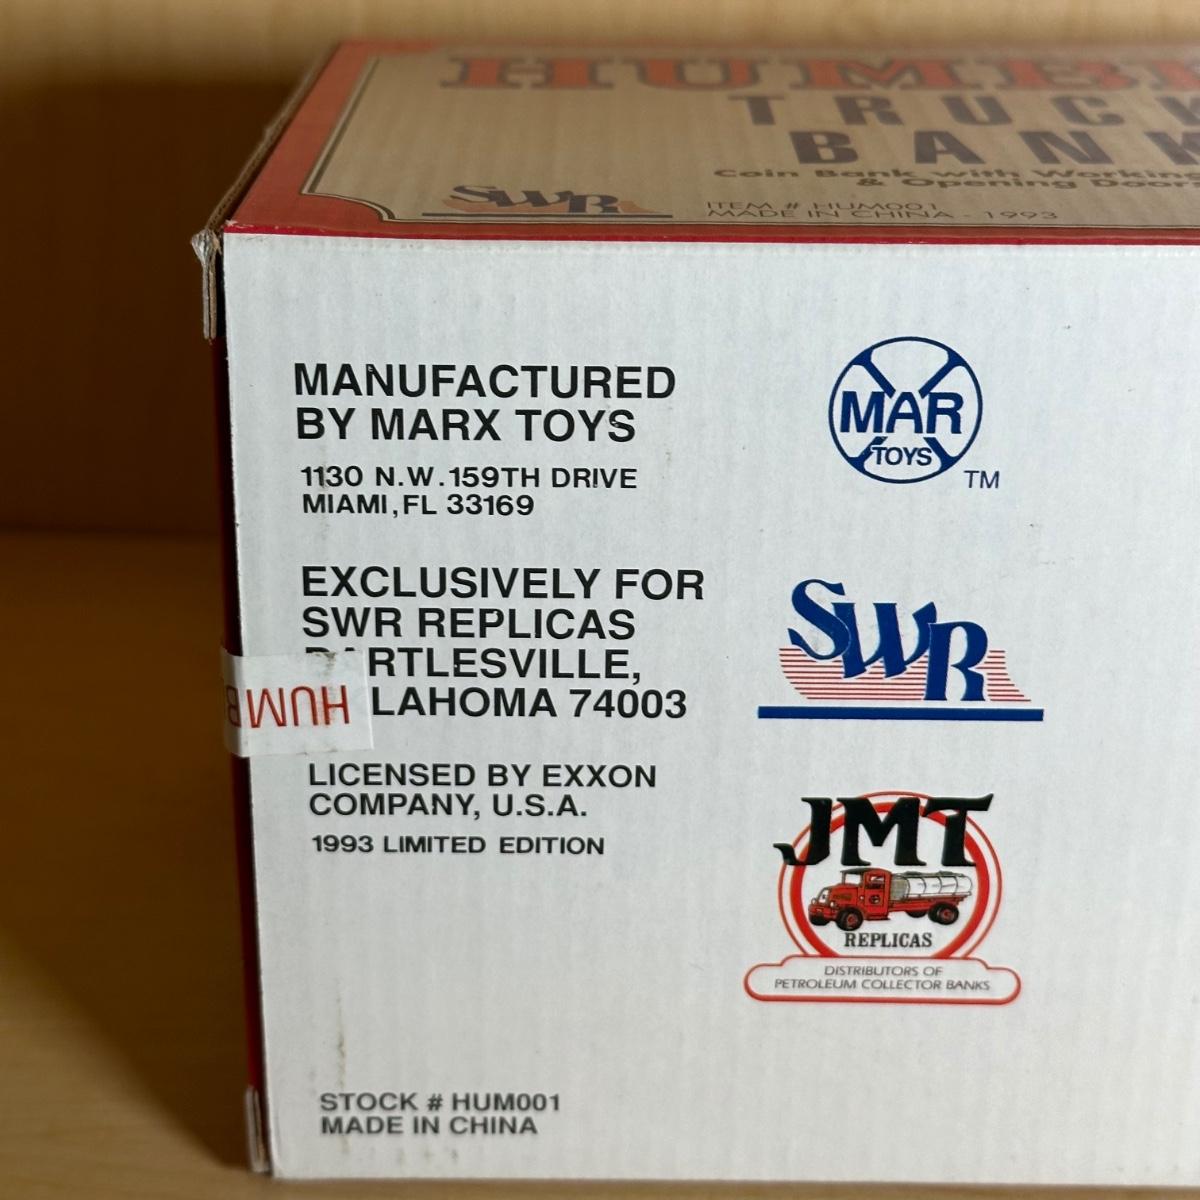 HUMB
TRUCK
BANK
Coin Bank with Working
& Opening Door
SWR
ITEM # HUM001
MADE IN CHINA - 1993
MANUFACTURED
BY MARX TOYS
1130 N.W. 159TH DRIVE
MIAMI, FL 33169
MAR
TOYS
TM
EXCLUSIVELY FOR
SWR REPLICAS
BARTLESVILLE,
LAHOMA 74003
HUMB
SWR
LICENSED BY EXXON
COMPANY, U.S.A.
1993 LIMITED EDITION
JMT
REPLICAS
DISTRIBUTORS OF
PETROLEUM COLLECTOR BANKS
STOCK # HUM001
MADE IN CHINA